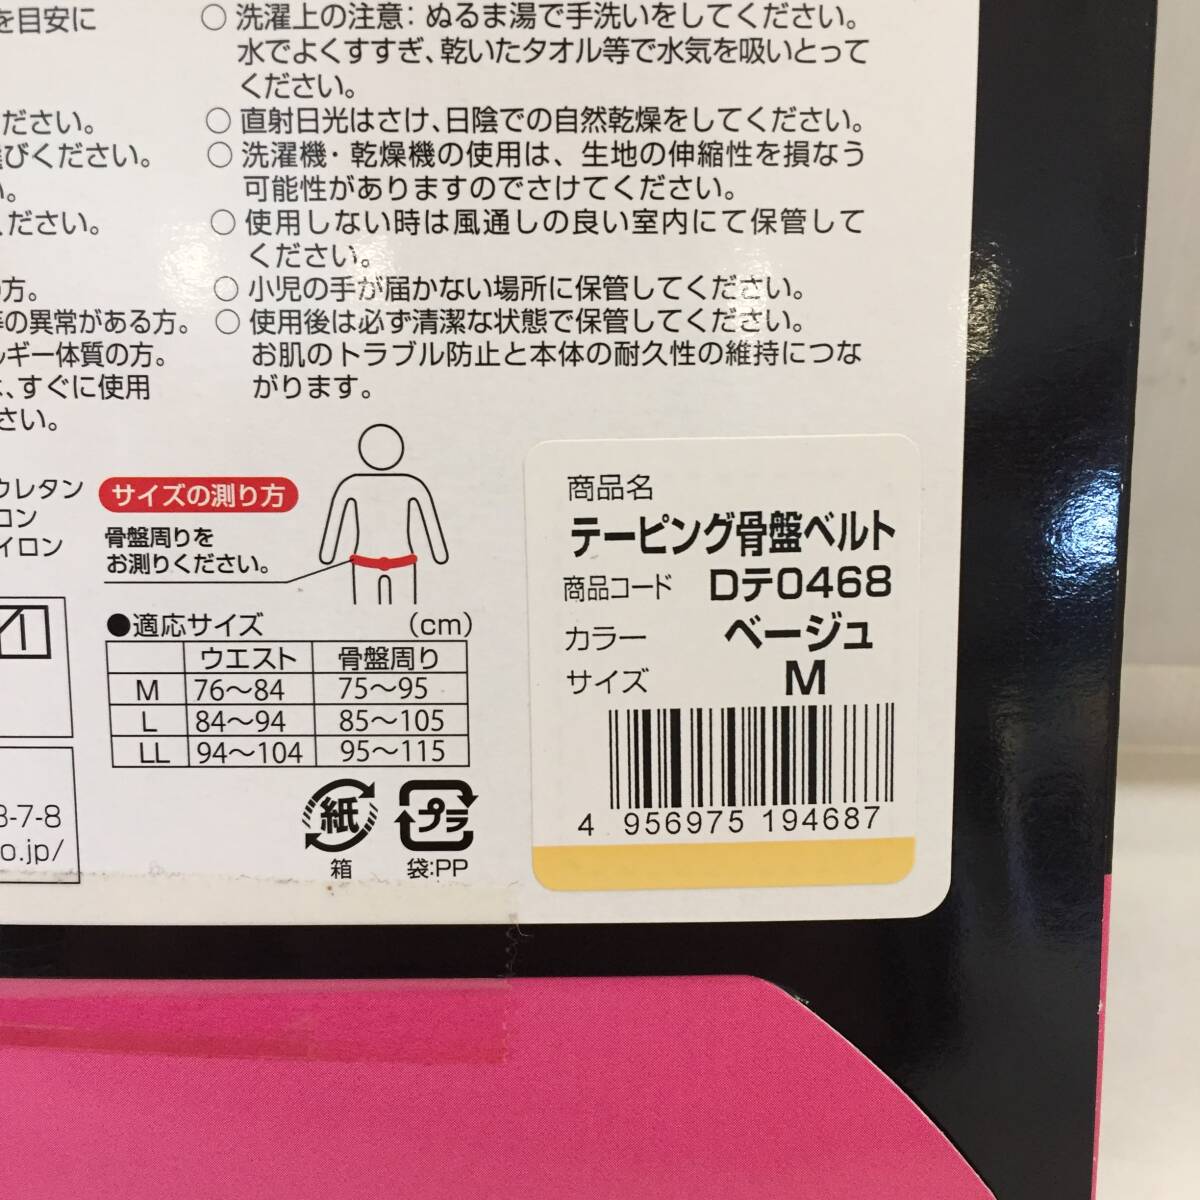 を目安に
ださい。
びください。
い。
ください。
方。
の異常がある方。
ルギー体質の方。
、すぐに使用
さい。
○ 洗濯上の注意: ぬるま湯で手洗いをしてください。
水でよくすすぎ、乾いたタオル等で水気を吸いとって
ください。
○ 直射日光はさけ、日陰での自然乾燥をしてください。
○ 洗濯機・乾燥機の使用は、生地の伸縮性を損なう
可能性がありますのでさけてください。
○ 使用しない時は風通しの良い室内にて保管して
ください。
○ 小児の手が届かない場所に保管してください。
○ 使用後は必ず清潔な状態で保管してください。
お肌のトラブル防止と本体の耐久性の維持につな
がります。
ウレタン
ロン
イロン
サイズの測り方
骨盤周りを
お測りください。
●適応サイズ (cm)
ウエスト 骨盤周り
M 76〜84 75〜95
L 84〜94 85〜105
LL 94〜104 95〜115
3-7-8
o.jp/
紙
箱
プラ
袋:PP
商品名
テーピング骨盤ベルト
商品コード Dテ0468
カラー ベージュ
サイズ M
4 956975 194687